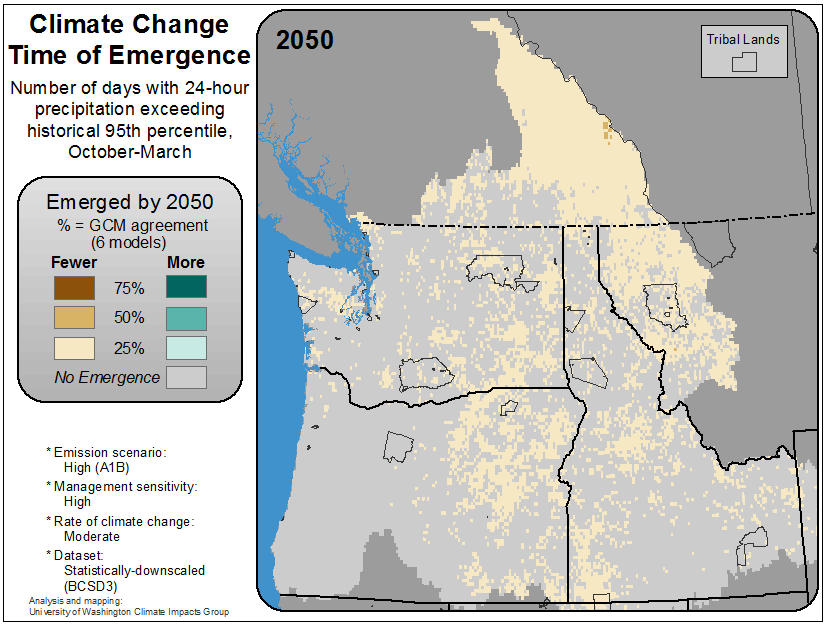 Climate Change
Time of Emergence
Number of days with 24-hour
precipitation exceeding
historical 95th percentile,
October-March
Emerged by 2050
% = GCM agreement
(6 models)
Fewer More
75%
50%
25%
No Emergence
* Emission scenario:
High (A1B)
* Management sensitivity:
High
* Rate of climate change:
Moderate
* Dataset:
Statistically-downscaled
(BCSD3)
Analysis and mapping:
University of Washington Climate Impacts Group
2050
Tribal Lands